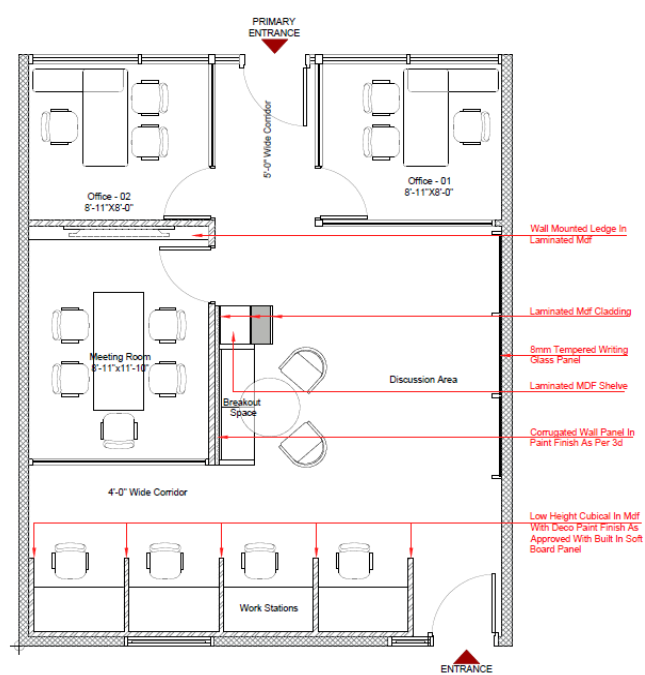 PRIMARY
ENTRANCE
5'-0" Wide Corridor
Office - 02
8'-11"X8'-0"
Office - 01
8'-11"X8'-0"
Wall Mounted Ledge In
Laminated Mdf
Laminated Mdf Cladding
8mm Tempered Writing
Glass Panel
Meeting Room
8'-11"x11'-10"
Discussion Area
Laminated MDF Shelve
Breakout
Space
Corrugated Wall Panel In
Paint Finish As Per 3d
4'-0" Wide Corridor
Low Height Cubical In Mdf
With Deco Paint Finish As
Approved With Built In Soft
Board Panel
Work Stations
ENTRANCE